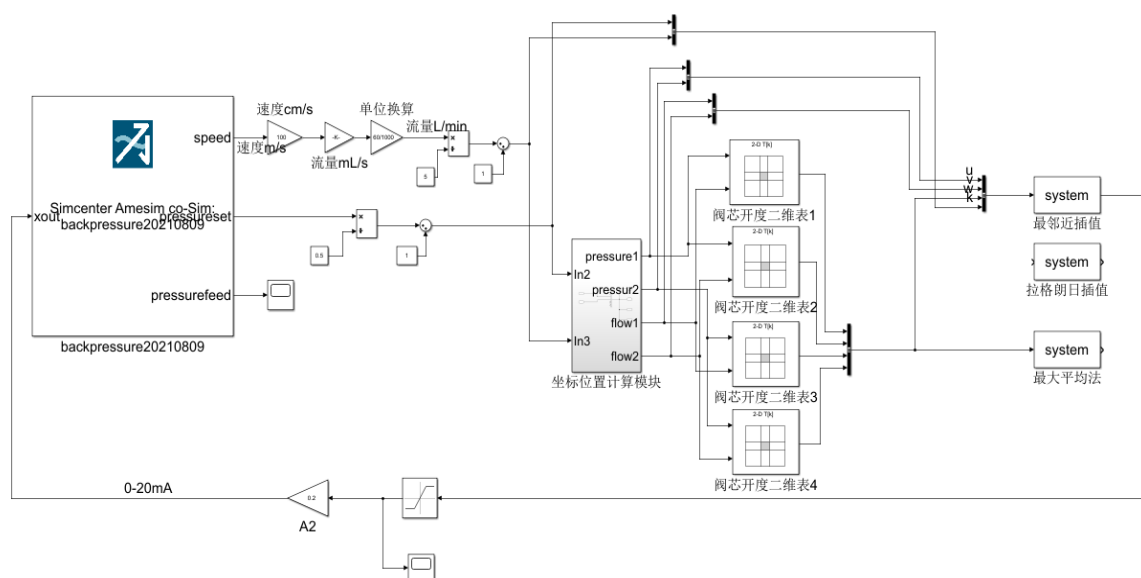 速度cm/s
单位换算
speed
100
-K-
60/1000
流量L/min
速度m/s
流量mL/s
5
1
Simcenter Amesim co-Sim:
backpressure20210809
xout
pressureset
0.5
1
pressurefeed
backpressure20210809
In2
In3
pressure1
pressur2
flow1
flow2
坐标位置计算模块
2-D T[k]
阀芯开度二维表1
2-D T[k]
阀芯开度二维表2
2-D T[k]
阀芯开度二维表3
2-D T[k]
阀芯开度二维表4
u
v
w
k
system
最邻近插值
system
拉格朗日插值
system
最大平均法
0-20mA
0.2
A2